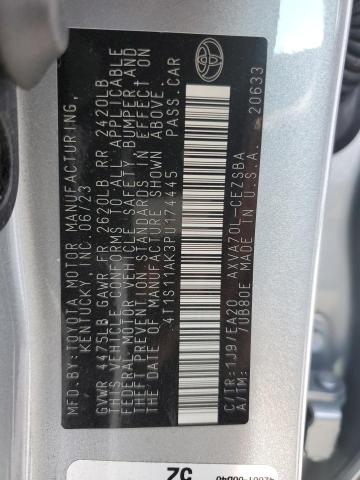 MFD. BY: TOYOTA MOTOR MANUFACTURING,
KENTUCKY, INC. 06/23
GVWR 4475LB GAWR FR 2620LB RR 2420LB
THIS VEHICLE CONFORMS TO ALL APPLICABLE
FEDERAL MOTOR VEHICLE SAFETY, BUMPER AND
THEFT PREVENTION STANDARDS IN EFFECT ON
THE DATE OF MANUFACTURE SHOWN ABOVE.
4T1S11AK3PU174445 PASS.CAR
C/TR:1J9/EA20 AXVA70L-CEZSBA
A/TM: /UB80E MADE IN U.S.A. 20633
52